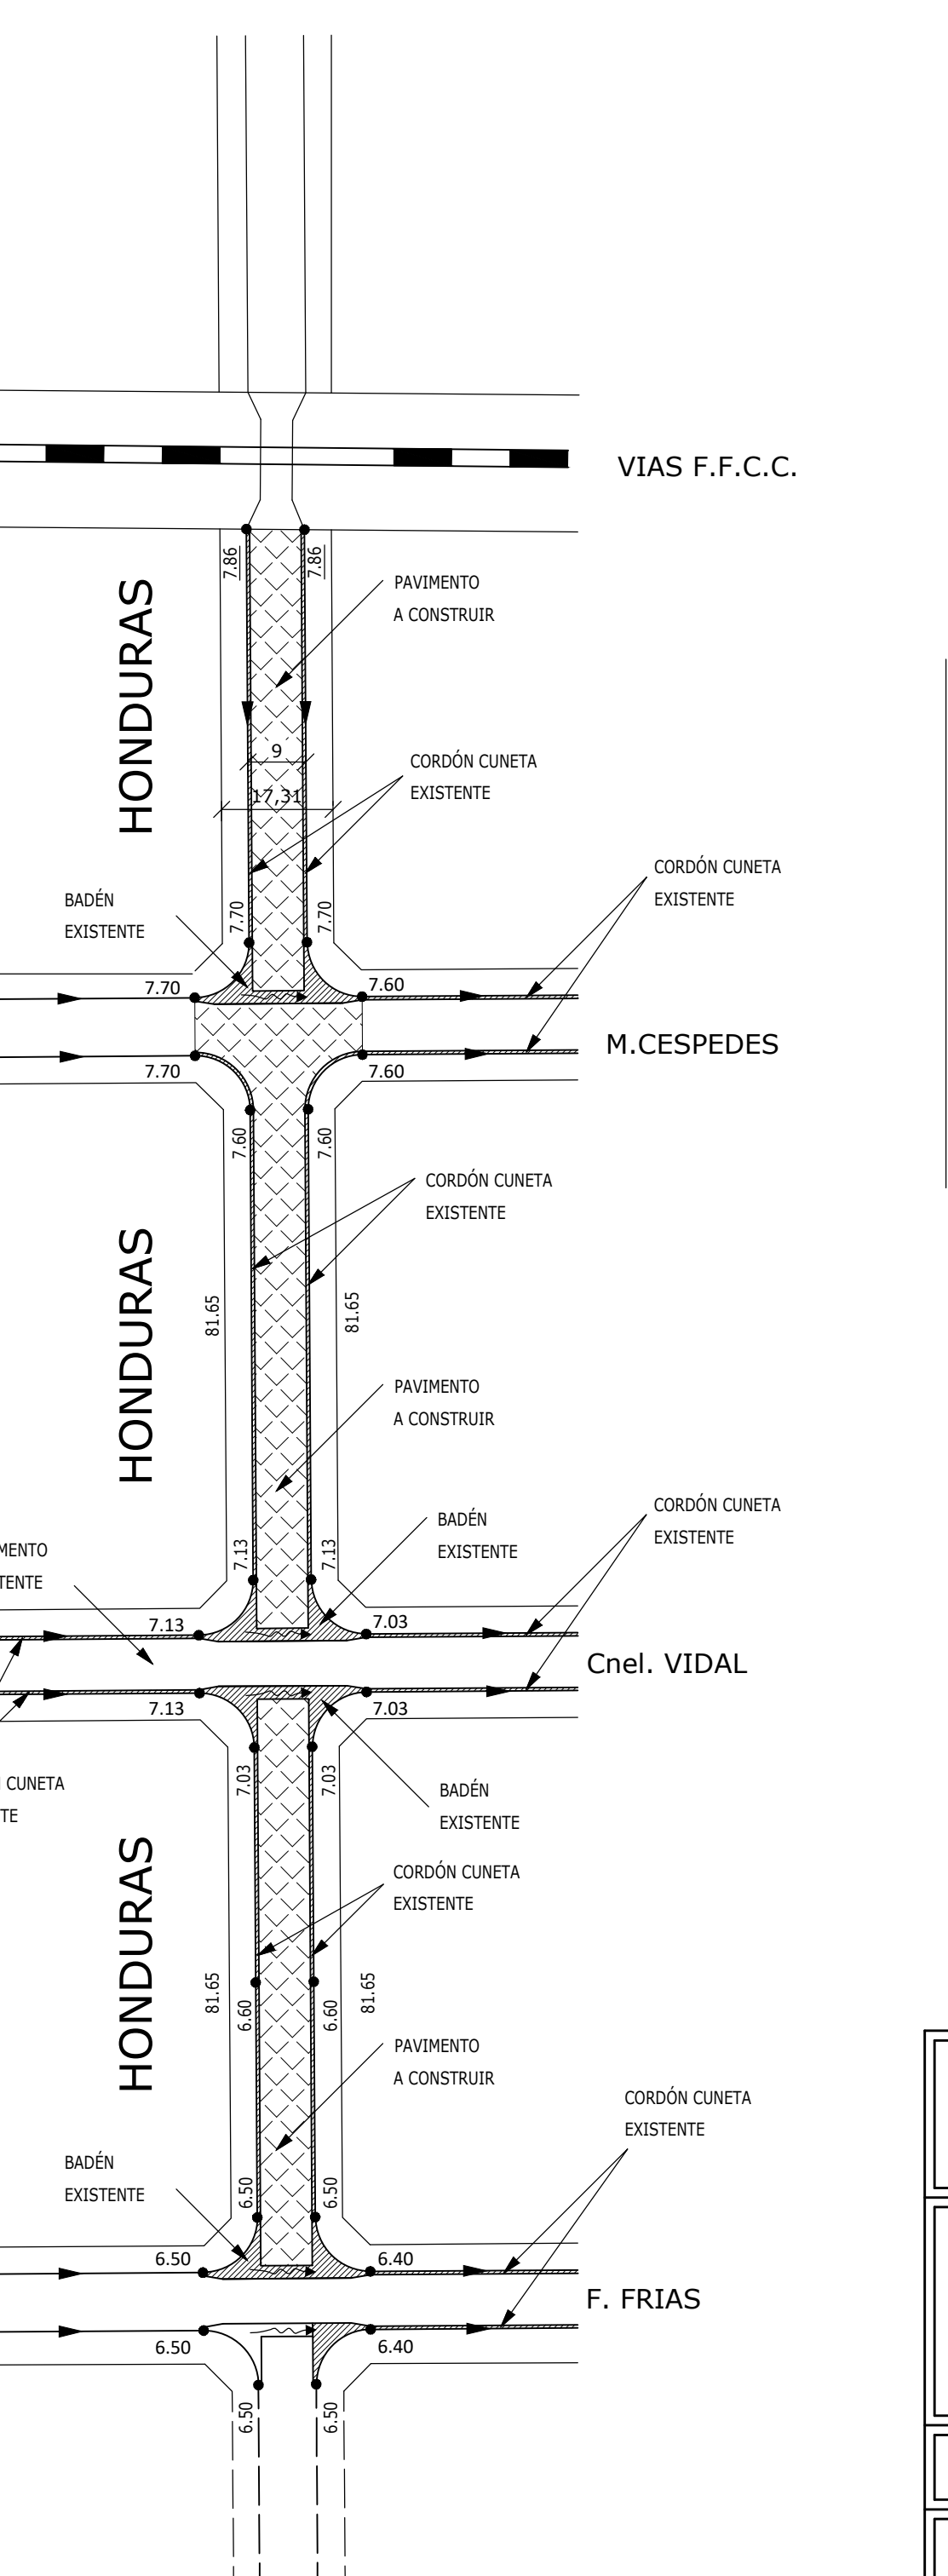 VIAS F.F.C.C.
7.86
7.86
PAVIMENTO
A CONSTRUIR
HONDURAS
9
CORDÓN CUNETA
EXISTENTE
17,31
CORDÓN CUNETA
EXISTENTE
BADÉN
EXISTENTE
7.70
7.70
7.70
7.60
M.CESPEDES
7.70
7.60
7.60
7.60
CORDÓN CUNETA
EXISTENTE
HONDURAS
81.65
81.65
PAVIMENTO
A CONSTRUIR
CORDÓN CUNETA
EXISTENTE
BADÉN
EXISTENTE
MENTO
TENTE
7.13
7.13
7.13
7.03
Cnel. VIDAL
7.13
7.03
7.03
7.03
CUNETA
TE
BADÉN
EXISTENTE
CORDÓN CUNETA
EXISTENTE
HONDURAS
81.65
6.60
6.60
81.65
PAVIMENTO
A CONSTRUIR
CORDÓN CUNETA
EXISTENTE
BADÉN
EXISTENTE
6.50
6.50
6.50
6.40
F. FRIAS
6.50
6.40
6.50
6.50